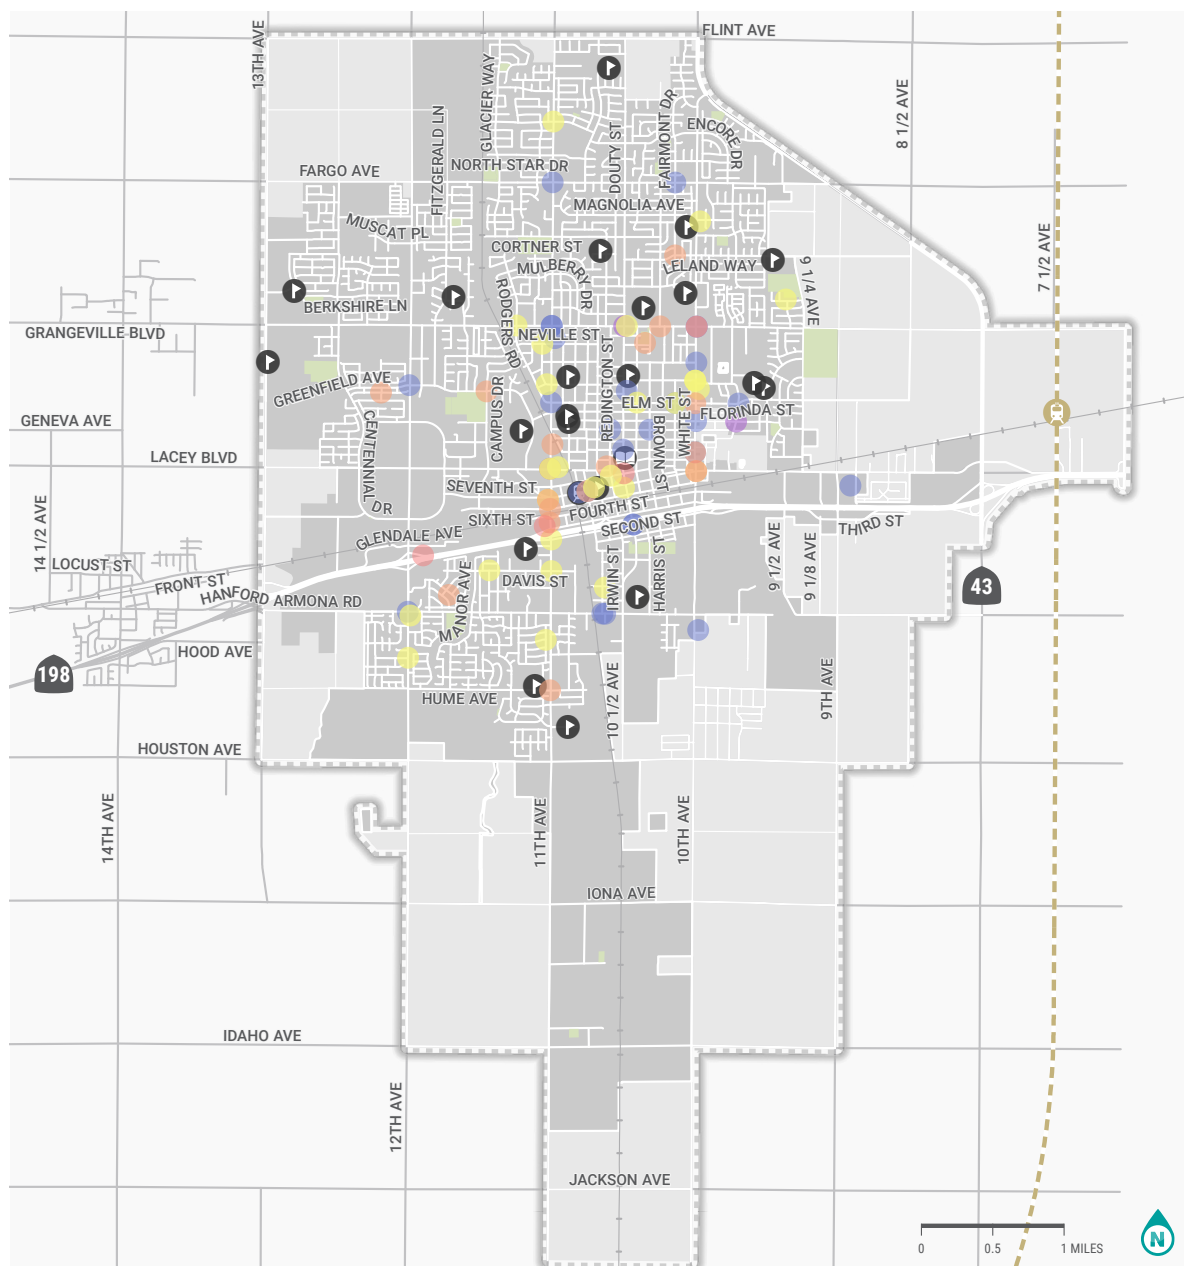 FLINT AVE
13TH AVE
GLACIER WAY
8 1/2 AVE
FITZGERALD LN
DOUTY ST
FAIRMONT DR
ENCORE DR
NORTH STAR DR
FARGO AVE
MAGNOLIA AVE
MUSCAT PL
CORTNER ST
7 1/2 AVE
MULBERRY DR
LELAND WAY
9 1/4 AVE
BERKSHIRE LN
RODGERS RD
GRANGEVILLE BLVD
NEVILLE ST
REDINGTON ST
GREENFIELD AVE
CAMPUS DR
ELM ST
FLORINDA ST
WHITE ST
BROWN ST
GENEVA AVE
CENTENNIAL DR
LACEY BLVD
SEVENTH ST
14 1/2 AVE
FOURTH ST
SIXTH ST
SECOND ST
THIRD ST
GLENDALE AVE
LOCUST ST
FRONT ST
DAVIS ST
IRWIN ST
HARRIS ST
9 1/2 AVE
9 1/8 AVE
43
HANFORD ARMONA RD
MANOR AVE
HOOD AVE
198
10 1/2 AVE
9TH AVE
HUME AVE
HOUSTON AVE
14TH AVE
11TH AVE
10TH AVE
IONA AVE
IDAHO AVE
12TH AVE
JACKSON AVE
0 0.5 1 MILES
N